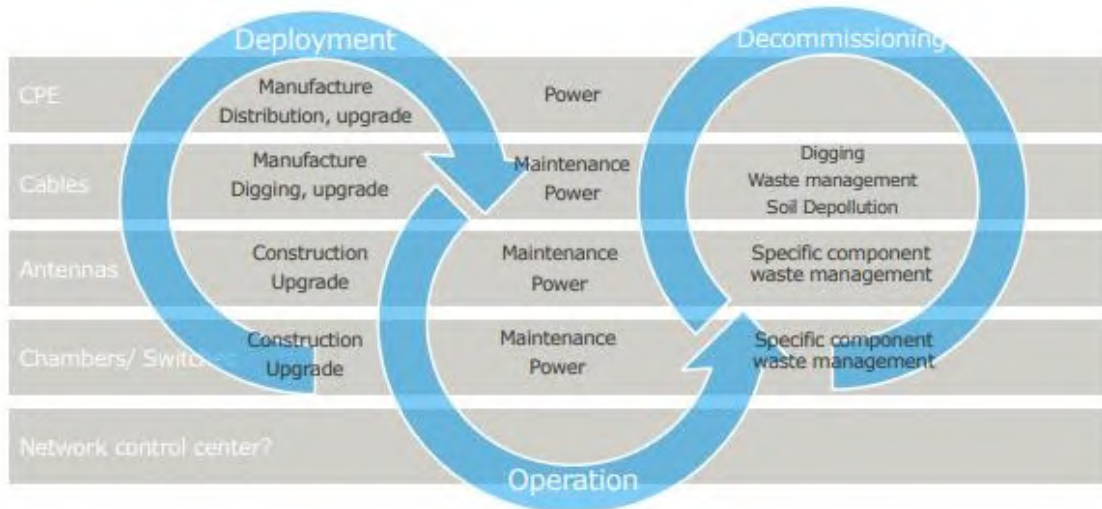 Deployment
Decommissioning
CPE
Manufacture
Distribution, upgrade
Power
Cables
Manufacture
Digging, upgrade
Maintenance
Power
Digging
Waste management
Soil Depollution
Antennas
Construction
Upgrade
Maintenance
Power
Specific component
waste management
Chambers/ Switches
Construction
Upgrade
Maintenance
Power
Specific component
waste management
Network control center?
Operation